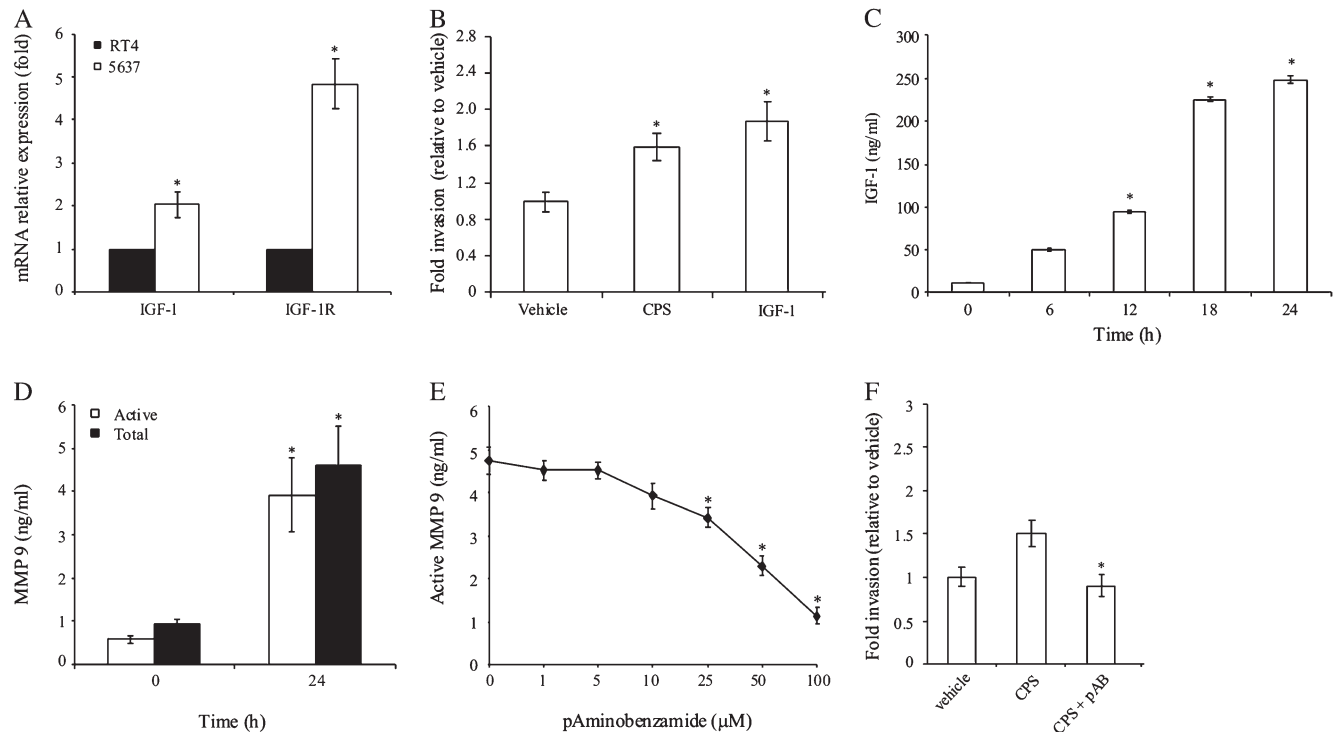 A
mRNA relative expression (fold)
6
5
4
3
2
1
0
RT4
5637
*
*
IGF-1
IGF-1R
B
Fold invasion (relative to vehicle)
2.8
2.4
2.0
1.6
1.2
0.8
0.4
0
*
*
Vehicle
CPS
IGF-1
C
IGF-1 (ng/ml)
300
250
200
150
100
50
0
*
*
*
0
6
12
18
24
Time (h)
D
MMP 9 (ng/ml)
6
5
4
3
2
1
0
Active
Total
*
*
0
24
Time (h)
E
Active MMP 9 (ng/ml)
6
5
4
3
2
1
0
*
*
*
0
1
5
10
25
50
100
pAminobenzamide (µM)
F
Fold invasion (relative to vehicle)
3
2.5
2
1.5
1
0.5
0
*
vehicle
CPS
CPS + pAB